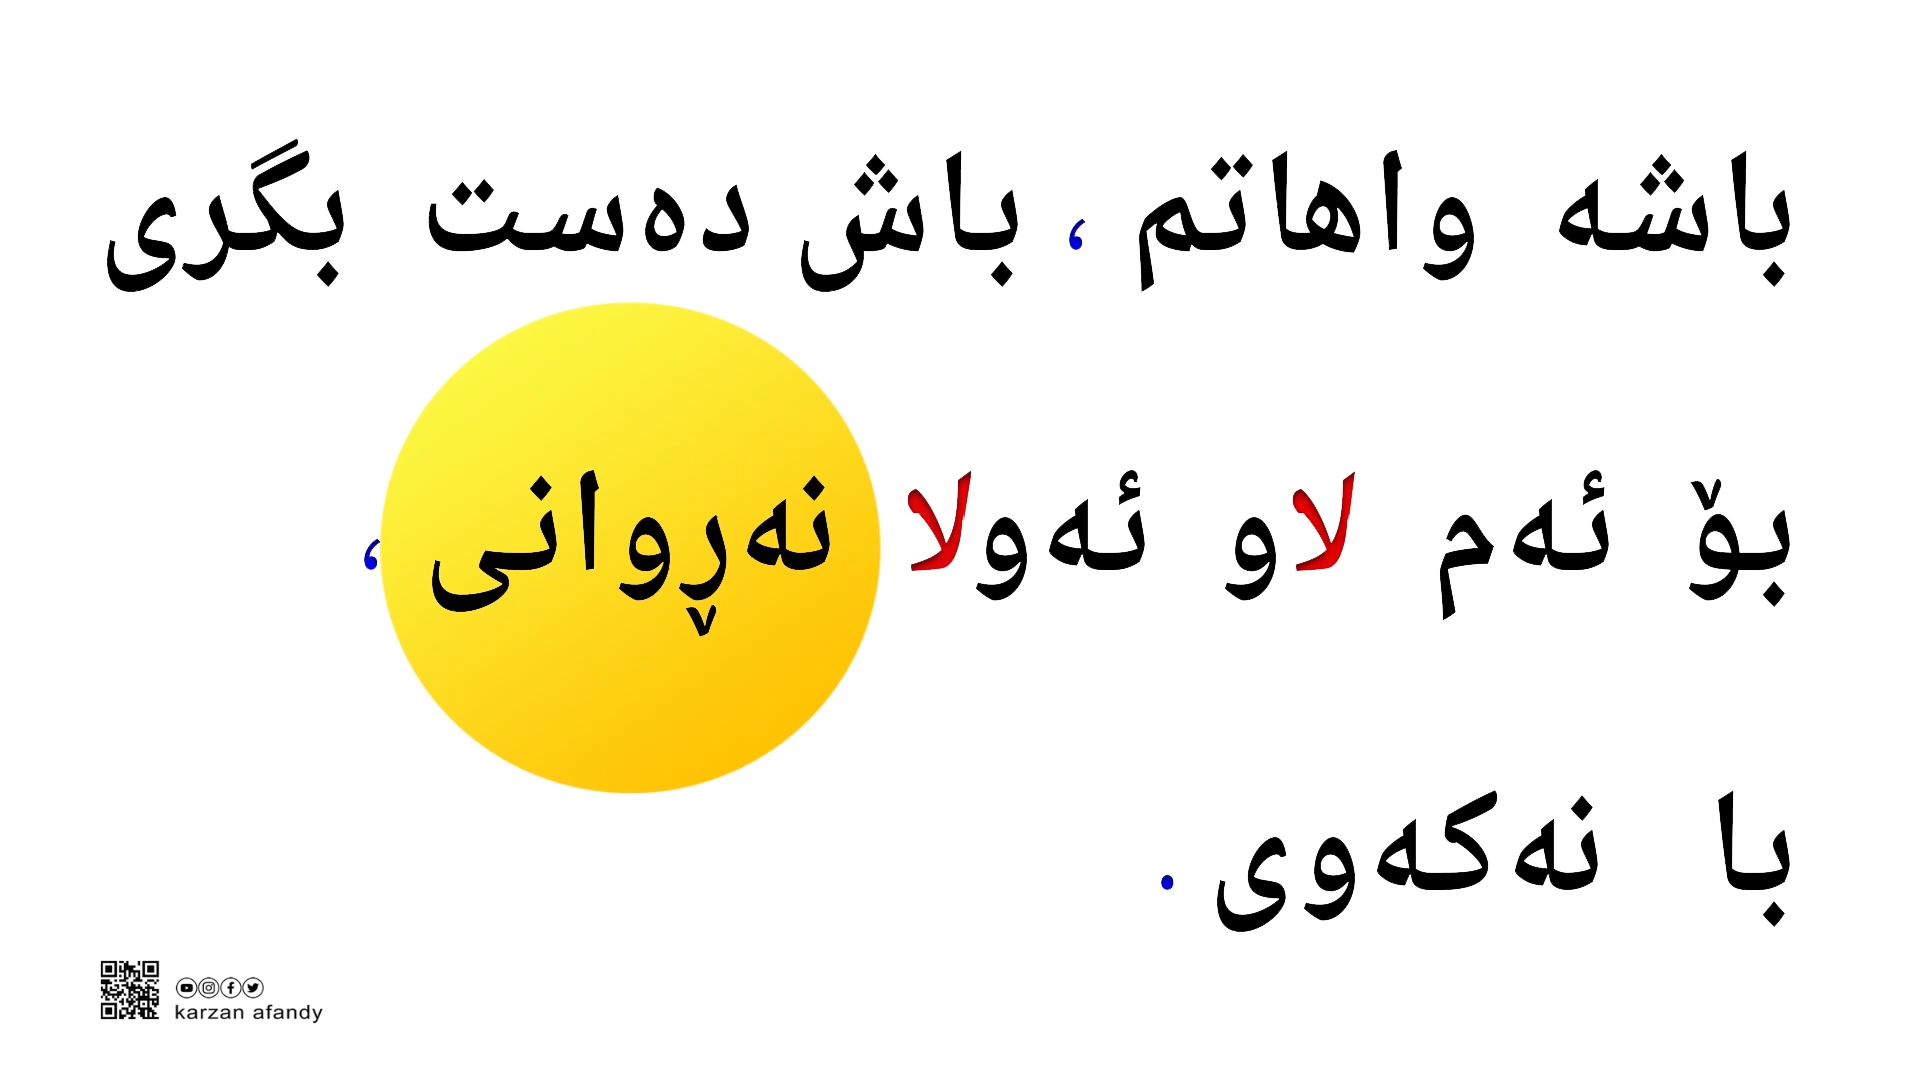 باشە واهاتم ، باش دەست بگری
بۆ ئەم لاو ئەولا نەڕوانی ،
با نەکەوی .
karzan afandy